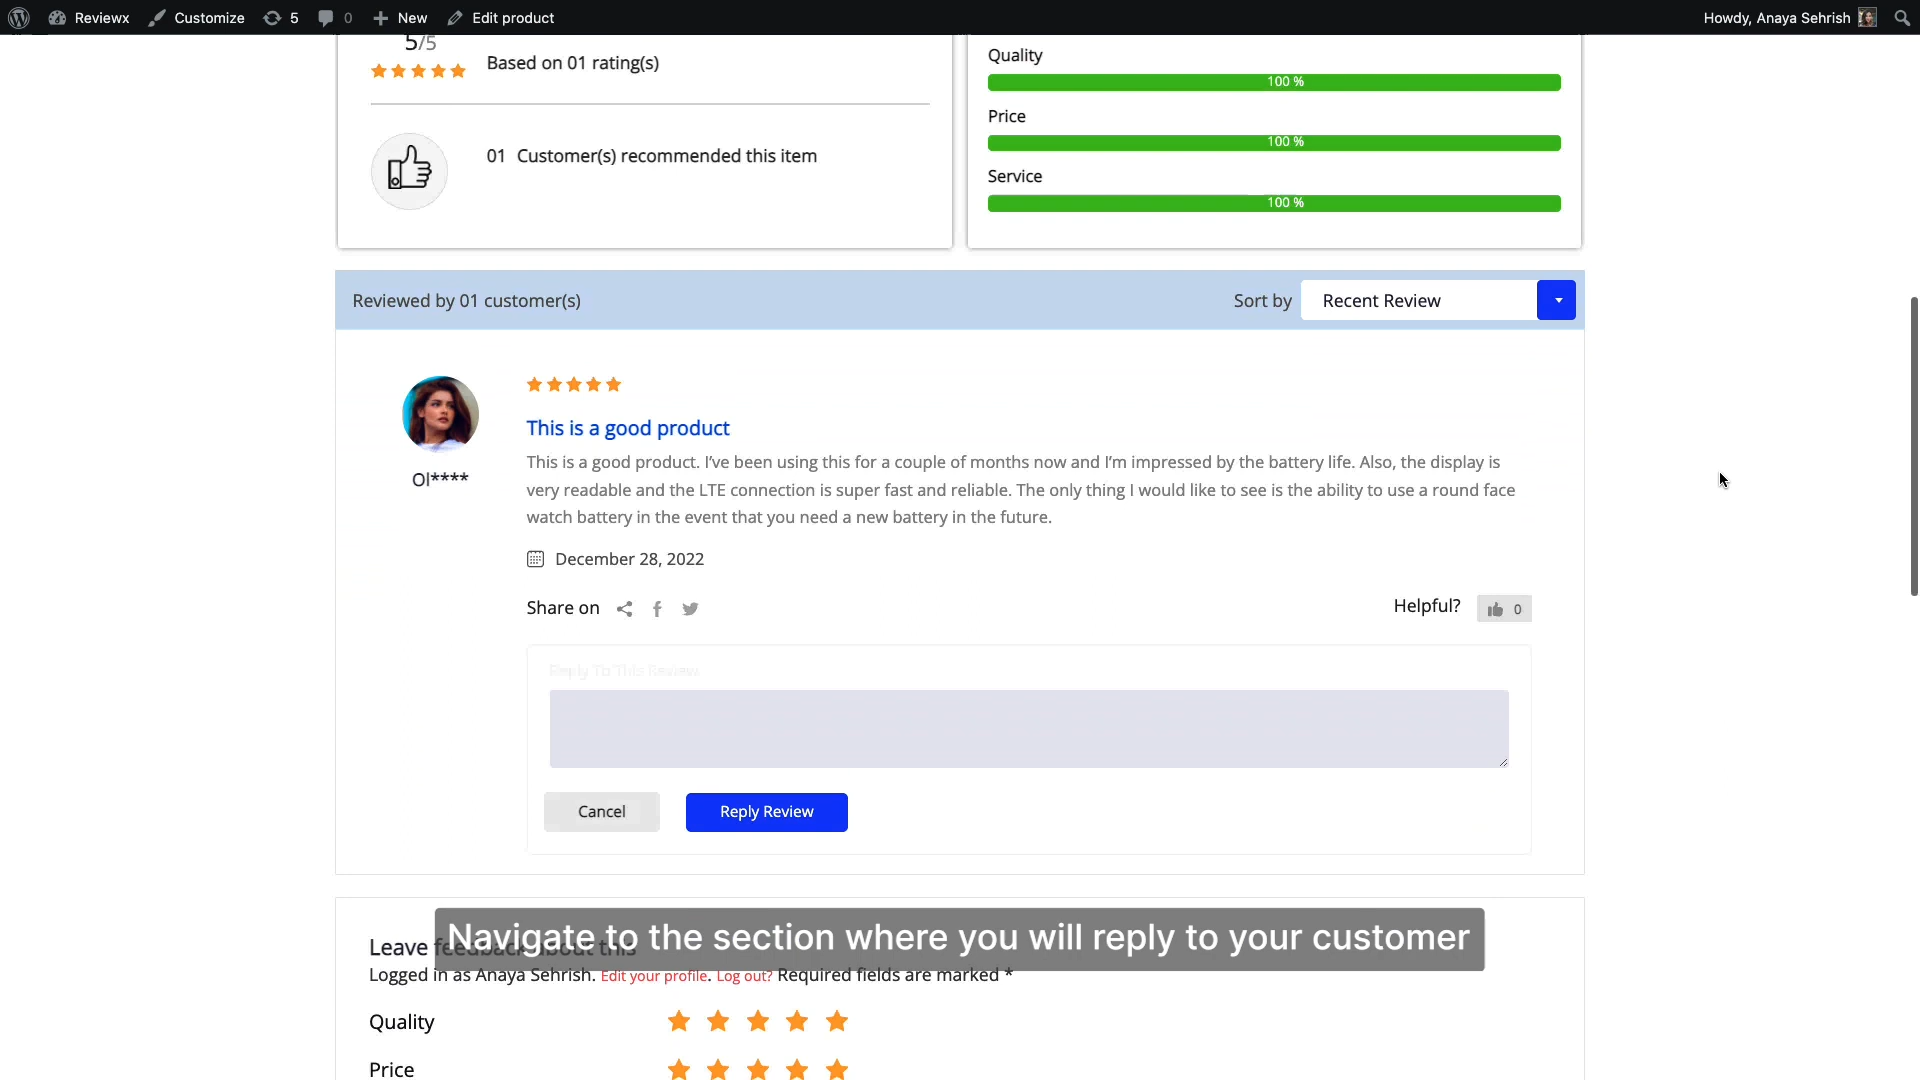 Reviewx Customize 5 0 New Edit product Howdy, Anaya Sehrish
5/5
Based on 01 rating(s)
01 Customer(s) recommended this item
Quality
100 %
Price
100 %
Service
100 %
Reviewed by 01 customer(s) Sort by Recent Review
Ol****
This is a good product
This is a good product. I've been using this for a couple of months now and I'm impressed by the battery life. Also, the display is
very readable and the LTE connection is super fast and reliable. The only thing I would like to see is the ability to use a round face
watch battery in the event that you need a new battery in the future.
December 28, 2022
Share on Helpful? 0
Reply To This Review
Cancel Reply Review
Navigate to the section where you will reply to your customer
Leave feedback about this
Logged in as Anaya Sehrish. Edit your profile. Log out? Required fields are marked *
Quality
Price